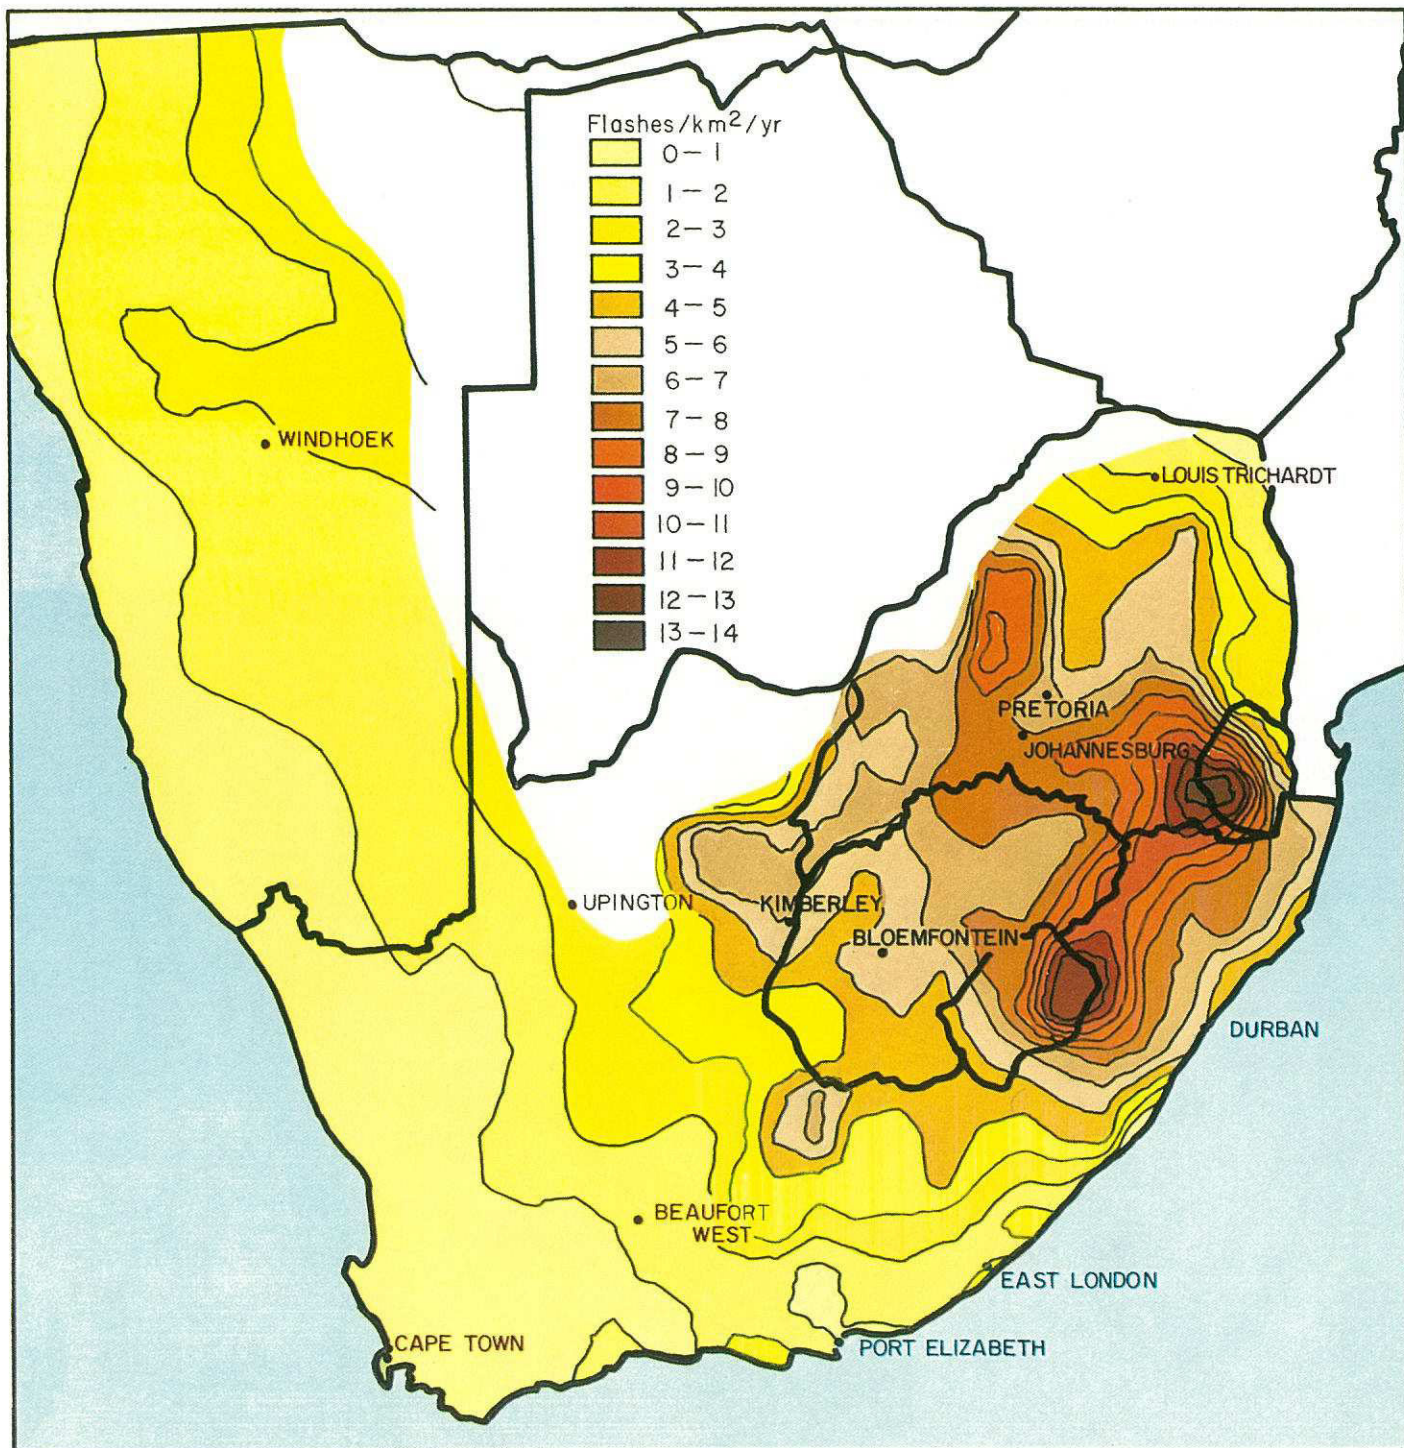 Flashes/km²/yr
0–1
1–2
2–3
3–4
4–5
5–6
6–7
7–8
8–9
9–10
10–11
11–12
12–13
13–14
WINDHOEK
LOUIS TRICHARDT
PRETORIA
JOHANNESBURG
UPINGTON
KIMBERLEY
BLOEMFONTEIN
DURBAN
BEAUFORT
WEST
EAST LONDON
CAPE TOWN
PORT ELIZABETH